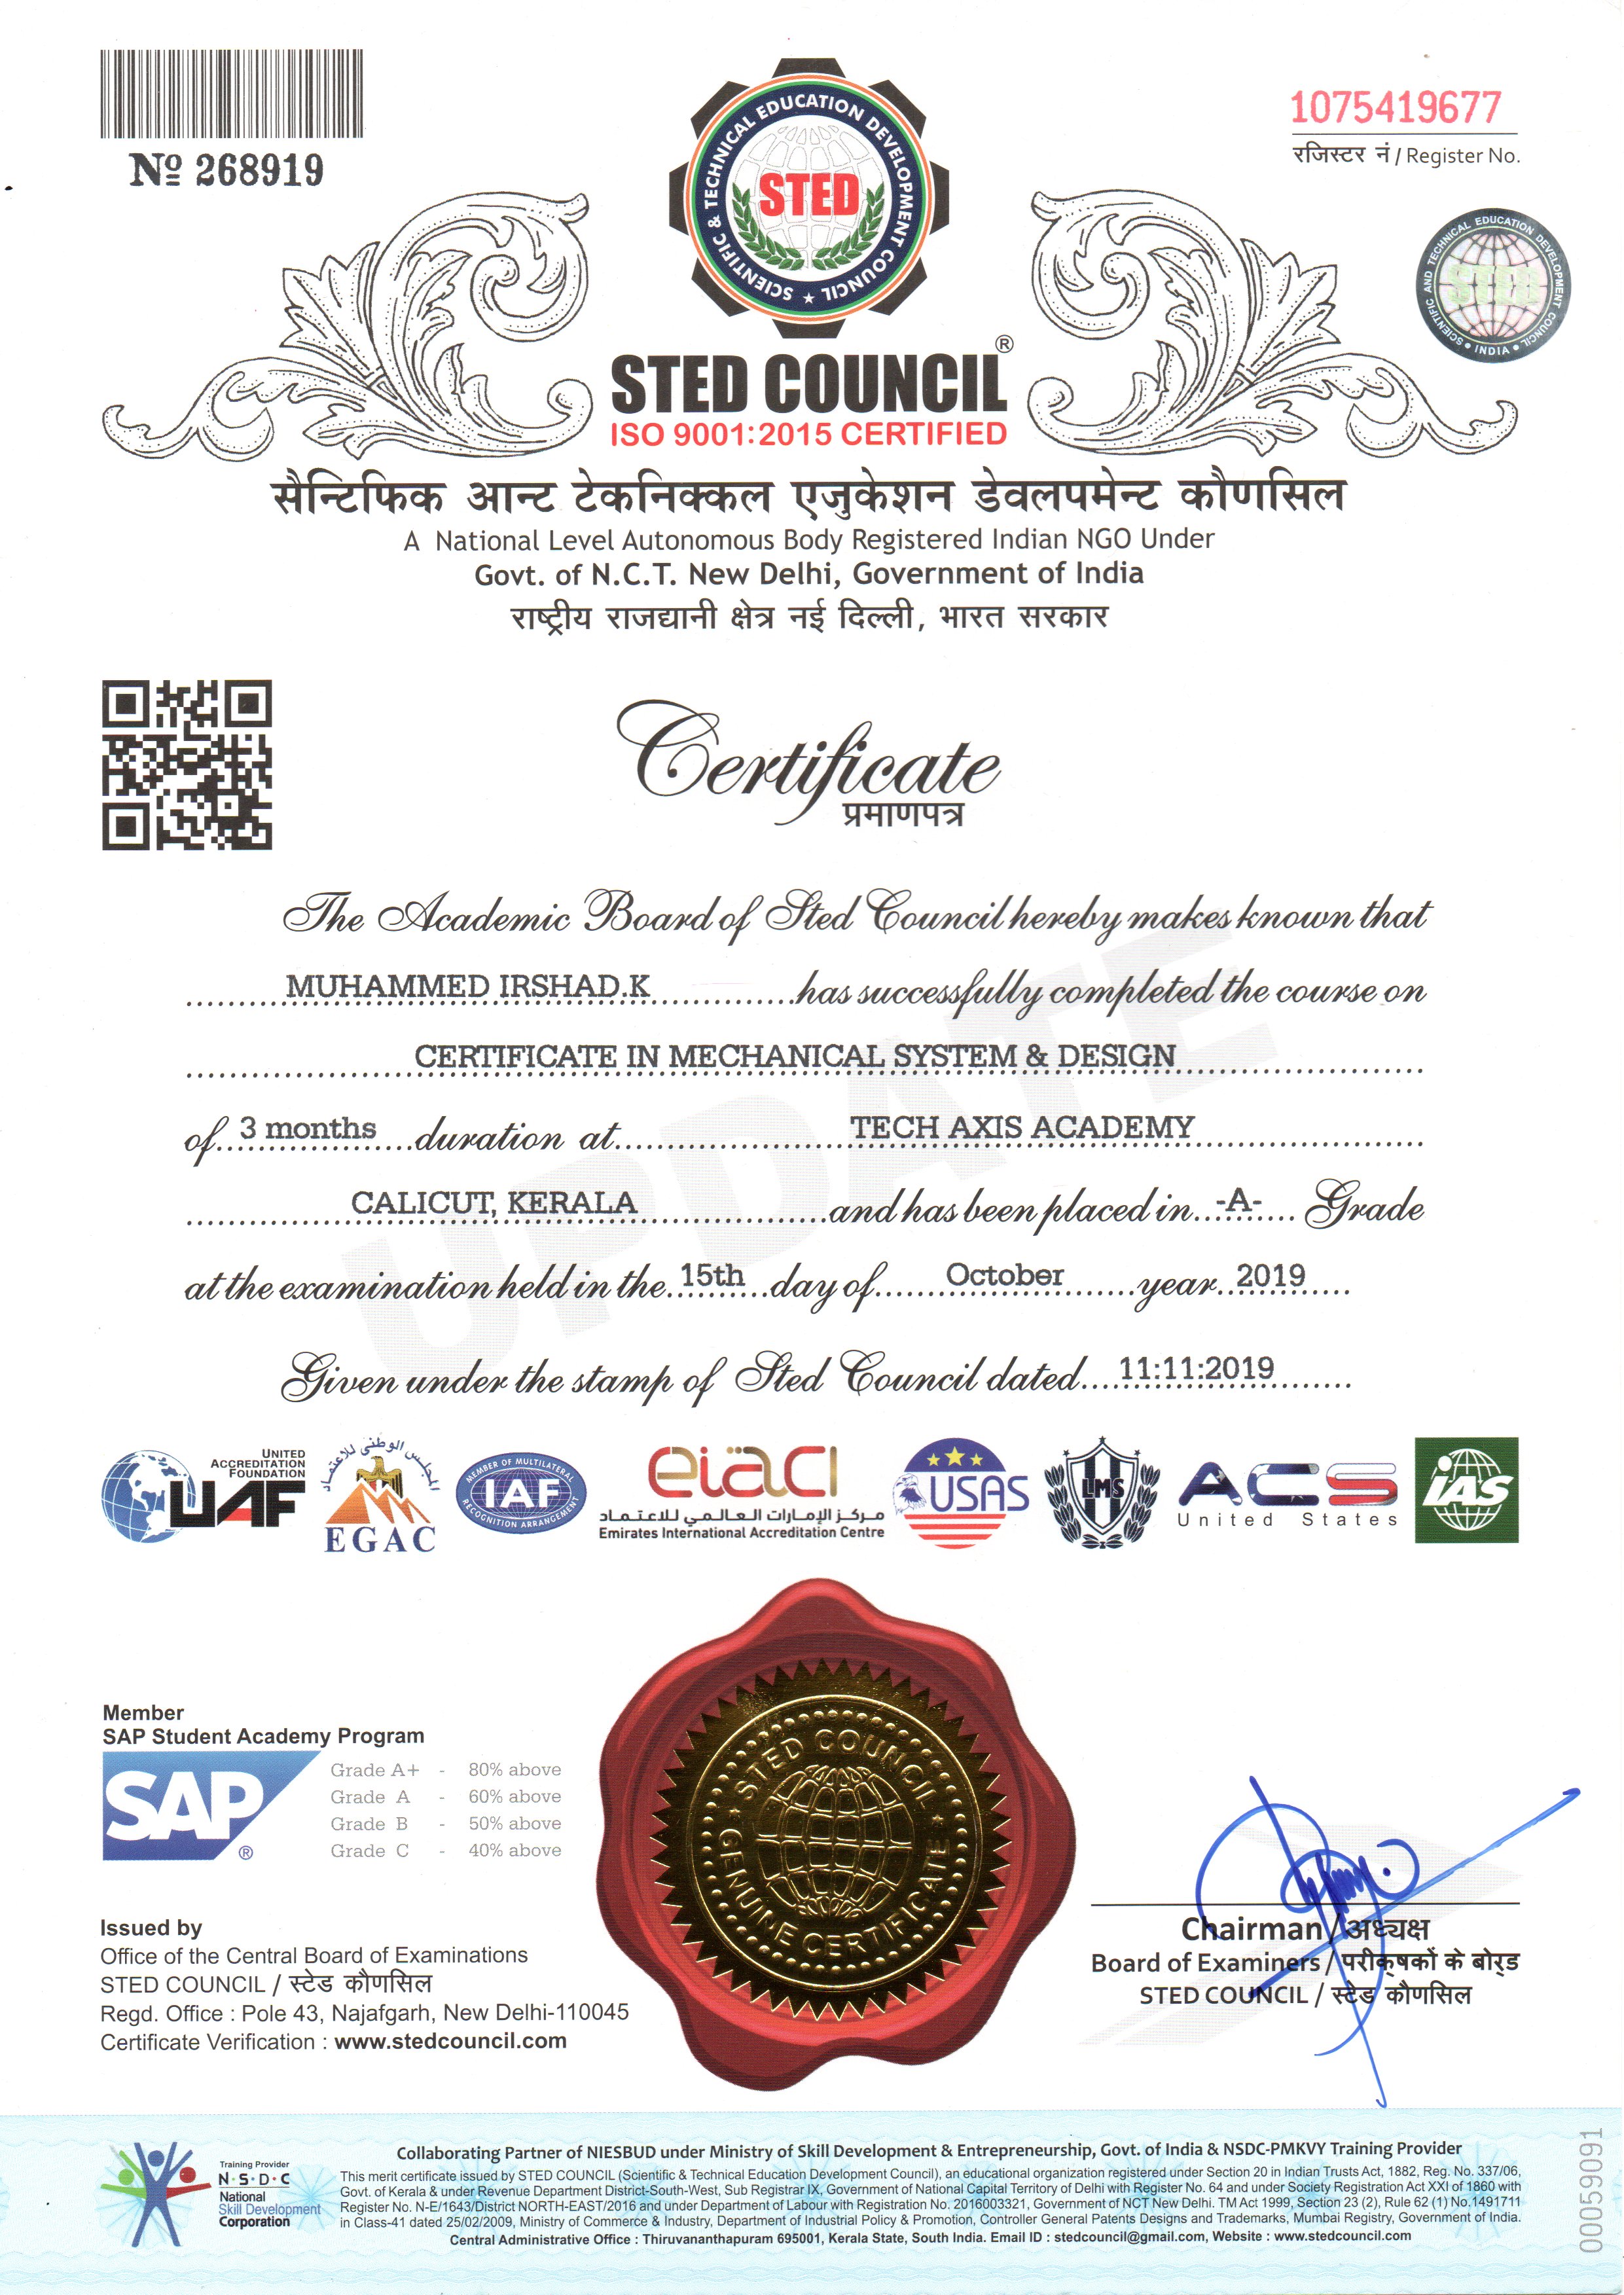 № 268919
1075419677
रजिस्टर नं / Register No.
SCIENTIFIC & TECHNICAL EDUCATION DEVELOPMENT COUNCIL ★
STED
SCIENTIFIC AND TECHNICAL EDUCATION DEVELOPMENT COUNCIL • INDIA •
STED
STED COUNCIL®
ISO 9001:2015 CERTIFIED
सैन्टिफिक आन्ट टेकनिक्कल एजुकेशन डेवलपमेन्ट कौणसिल
A National Level Autonomous Body Registered Indian NGO Under
Govt. of N.C.T. New Delhi, Government of India
राष्ट्रीय राजद्यानी क्षेत्र नई दिल्ली, भारत सरकार
Certificate
प्रमाणपत्र
UPDATE
The Academic Board of Sted Council hereby makes known that
MUHAMMED IRSHAD.K has successfully completed the course on
CERTIFICATE IN MECHANICAL SYSTEM & DESIGN
of 3 months duration at TECH AXIS ACADEMY
CALICUT, KERALA and has been placed in -A- Grade
at the examination held in the 15th day of October year 2019
Given under the stamp of Sted Council dated 11:11:2019
UNITED ACCREDITATION FOUNDATION
UAF
المجلس الوطني للاعتماد
EGAC
MEMBER OF MULTILATERAL
IAF
RECOGNITION ARRANGEMENT
eiaci
مركز الإمارات العالمي للاعتماد
Emirates International Accreditation Centre
USAS
LMS
ACS
United States
iAS
Member
SAP Student Academy Program
SAP®
Grade A+ - 80% above
Grade A - 60% above
Grade B - 50% above
Grade C - 40% above
STED COUNCIL
GENUINE CERTIFICATE
Issued by
Office of the Central Board of Examinations
STED COUNCIL / स्टेड कौणसिल
Regd. Office : Pole 43, Najafgarh, New Delhi-110045
Certificate Verification : www.stedcouncil.com
Chairman/अध्यक्ष
Board of Examiners / परीक्षकों के बोर्ड
STED COUNCIL / स्टेड कौणसिल
Training Provider
N·S·D·C
National
Skill Development
Corporation
Collaborating Partner of NIESBUD under Ministry of Skill Development & Entrepreneurship, Govt. of India & NSDC-PMKVY Training Provider
This merit certificate issued by STED COUNCIL (Scientific & Technical Education Development Council), an educational organization registered under Section 20 in Indian Trusts Act, 1882, Reg. No. 337/06,
Govt. of Kerala & under Revenue Department District-South-West, Sub Registrar IX, Government of National Capital Territory of Delhi with Register No. 64 and under Society Registration Act XXI of 1860 with
Register No. N-E/1643/District NORTH-EAST/2016 and under Department of Labour with Registration No. 2016003321, Government of NCT New Delhi. TM Act 1999, Section 23 (2), Rule 62 (1) No.1491711
in Class-41 dated 25/02/2009, Ministry of Commerce & Industry, Department of Industrial Policy & Promotion, Controller General Patents Designs and Trademarks, Mumbai Registry, Government of India.
Central Administrative Office : Thiruvananthapuram 695001, Kerala State, South India. Email ID : stedcouncil@gmail.com, Website : www.stedcouncil.com
00059091